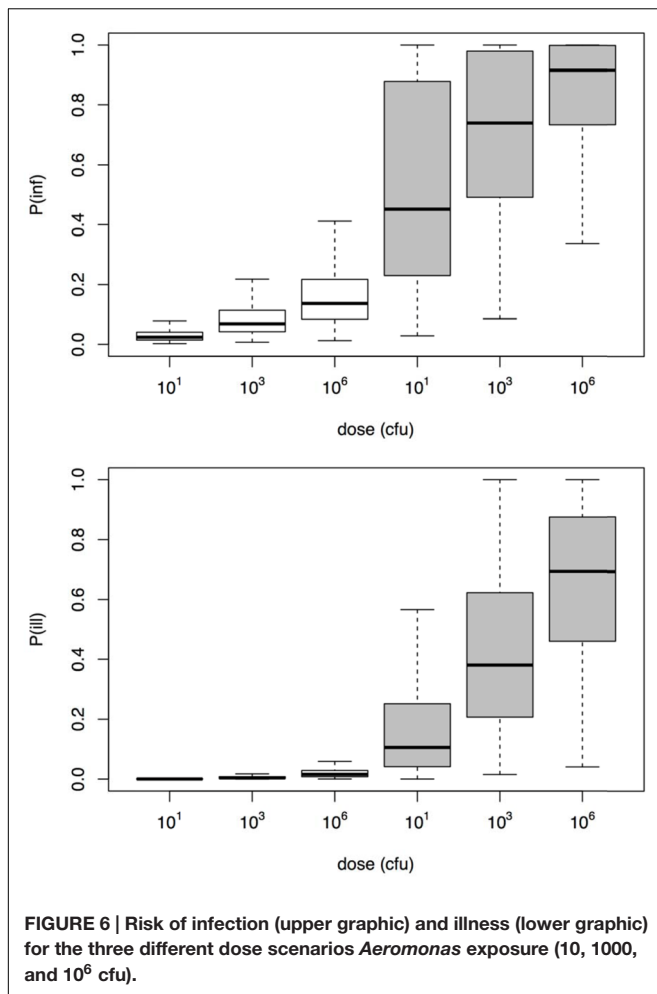 1.0
0.8
0.6
0.4
0.2
0.0
P(inf)
10¹ 10³ 10⁶ 10¹ 10³ 10⁶
dose (cfu)
1.0
0.8
0.6
0.4
0.2
0.0
P(ill)
10¹ 10³ 10⁶ 10¹ 10³ 10⁶
dose (cfu)
FIGURE 6 | Risk of infection (upper graphic) and illness (lower graphic)
for the three different dose scenarios Aeromonas exposure (10, 1000,
and 10⁶ cfu).